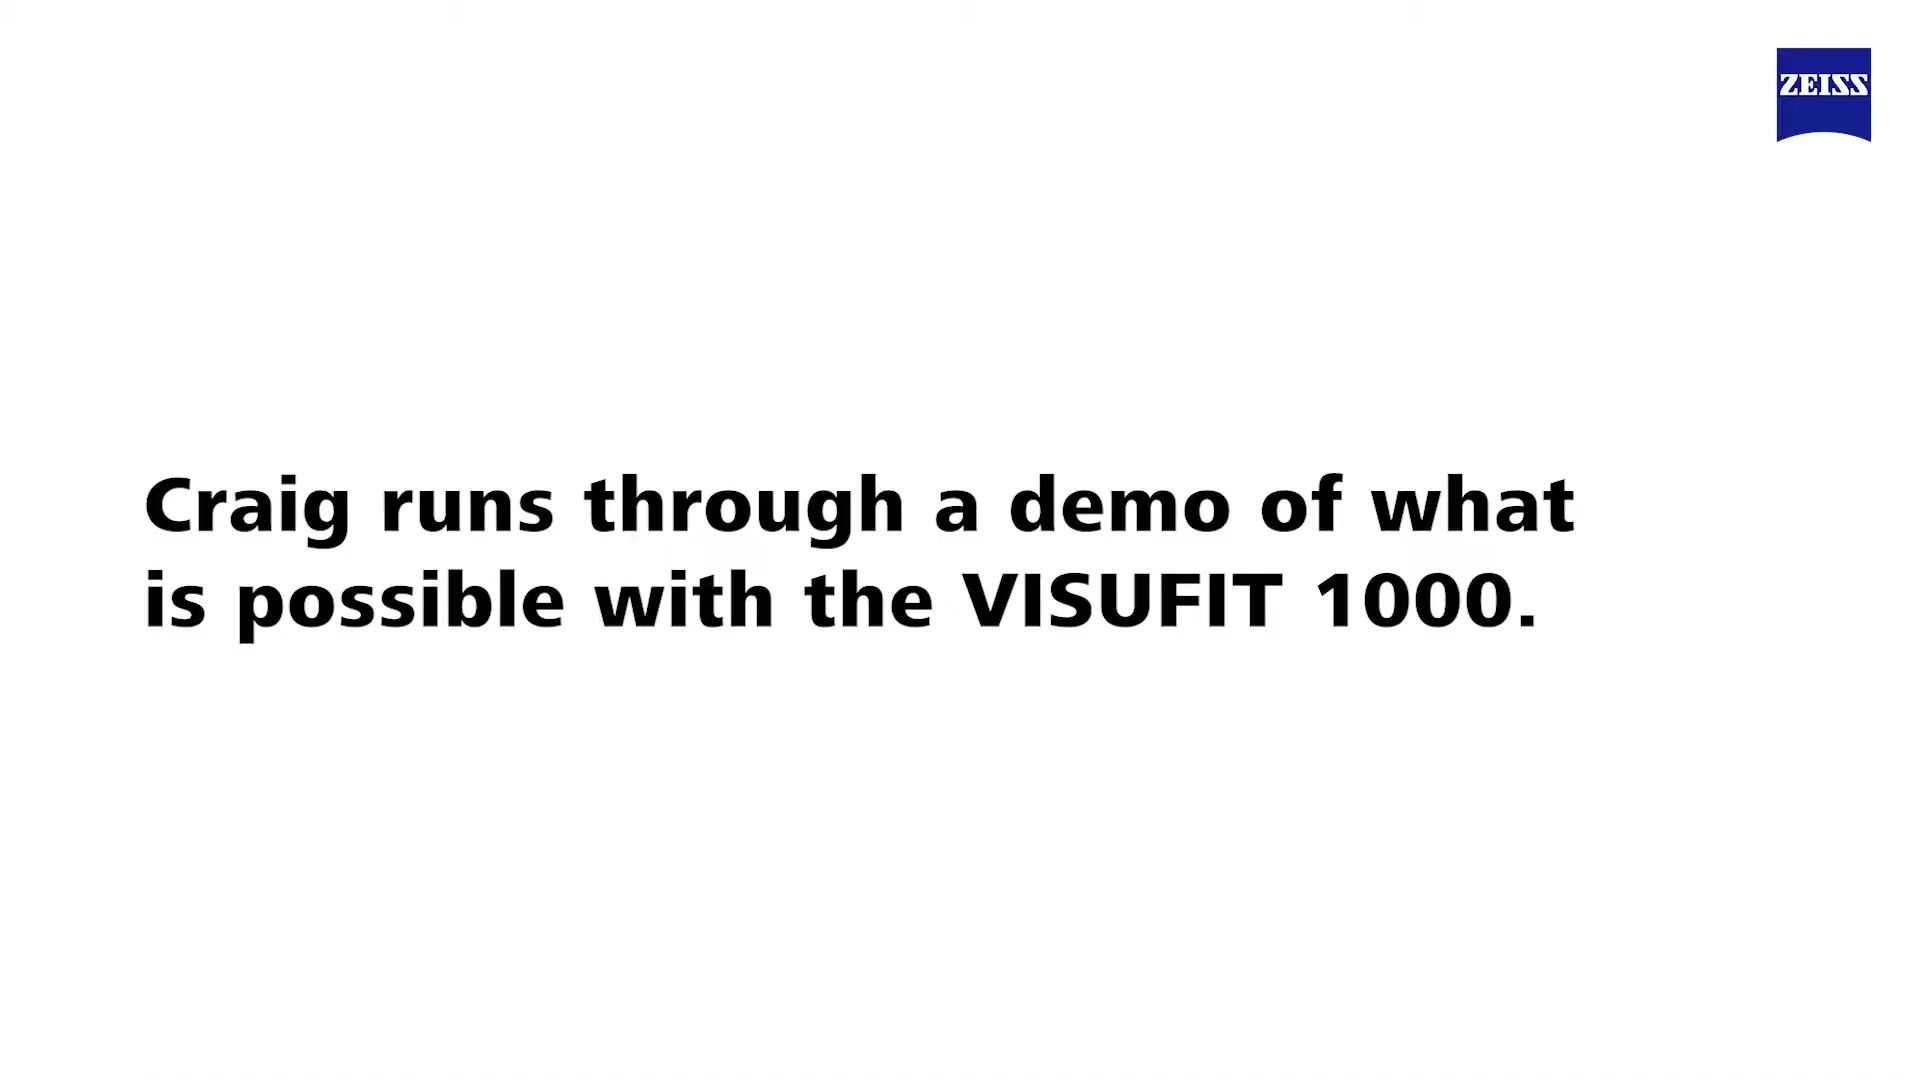 ZEISS
Craig runs through a demo of what
is possible with the VISUFIT 1000.